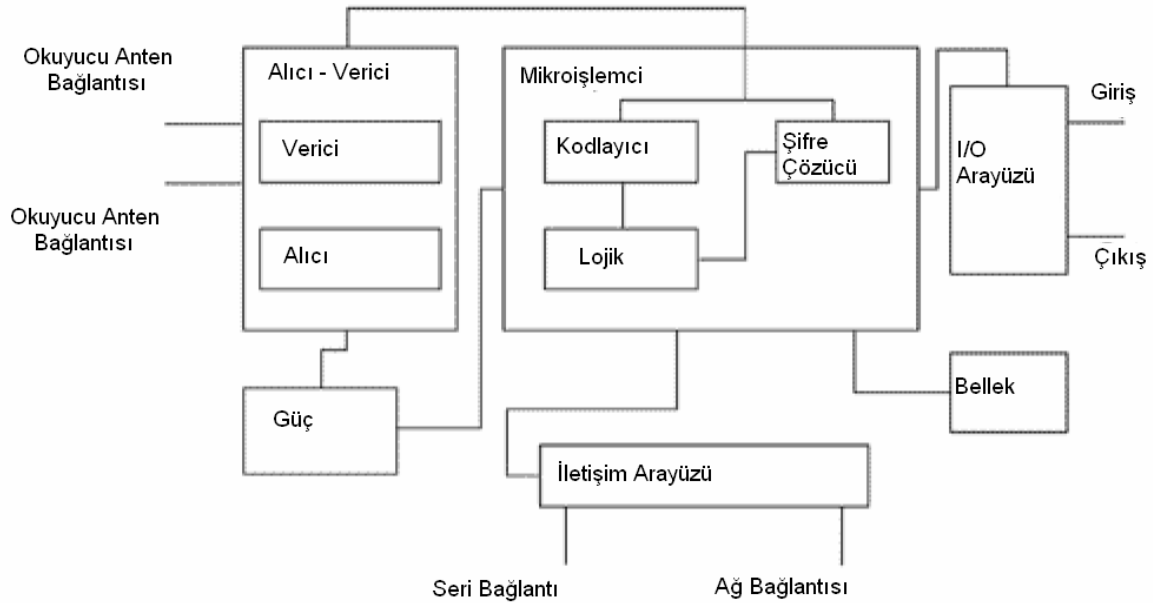 Okuyucu Anten
Bağlantısı
Okuyucu Anten
Bağlantısı
Alıcı - Verici
Verici
Alıcı
Güç
Mikroişlemci
Kodlayıcı
Şifre
Çözücü
Lojik
I/O
Arayüzü
Giriş
Çıkış
Bellek
İletişim Arayüzü
Seri Bağlantı
Ağ Bağlantısı